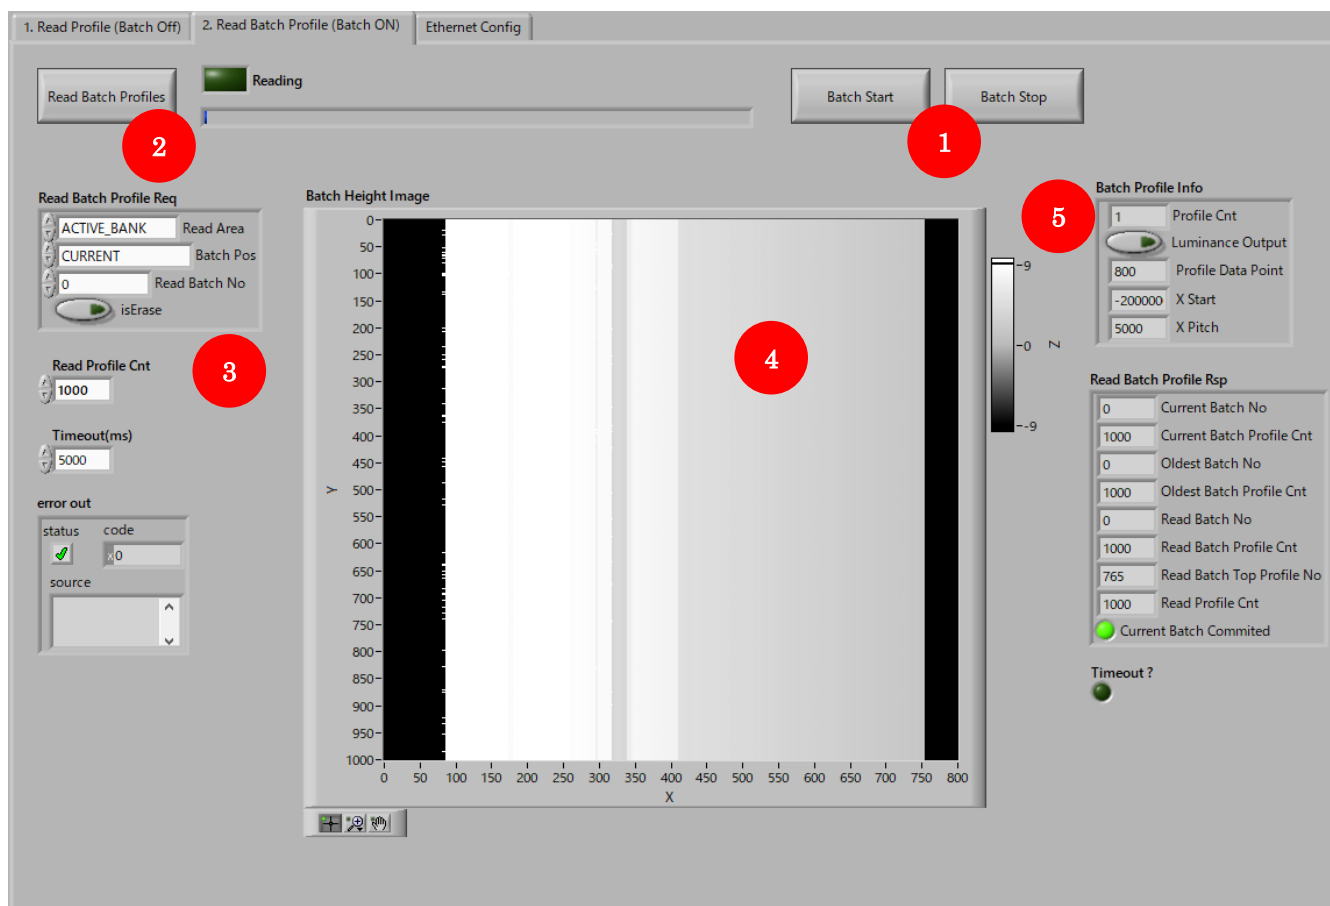 1. Read Profile (Batch Off)
2. Read Batch Profile (Batch ON)
Ethernet Config
Read Batch Profiles
Reading
Batch Start
Batch Stop
2
1
Read Batch Profile Req
ACTIVE_BANK Read Area
CURRENT Batch Pos
0 Read Batch No
isErase
Read Profile Cnt
1000
3
Timeout(ms)
5000
error out
status code
x0
source
Batch Height Image
0
50
100
150
200
250
300
350
400
450
500
550
600
650
700
750
800
850
900
950
1000
Y
0 50 100 150 200 250 300 350 400 450 500 550 600 650 700 750 800
X
4
9
0
-9
Z
5
Batch Profile Info
1 Profile Cnt
Luminance Output
800 Profile Data Point
-200000 X Start
5000 X Pitch
Read Batch Profile Rsp
0 Current Batch No
1000 Current Batch Profile Cnt
0 Oldest Batch No
1000 Oldest Batch Profile Cnt
0 Read Batch No
1000 Read Batch Profile Cnt
765 Read Batch Top Profile No
1000 Read Profile Cnt
Current Batch Commited
Timeout ?